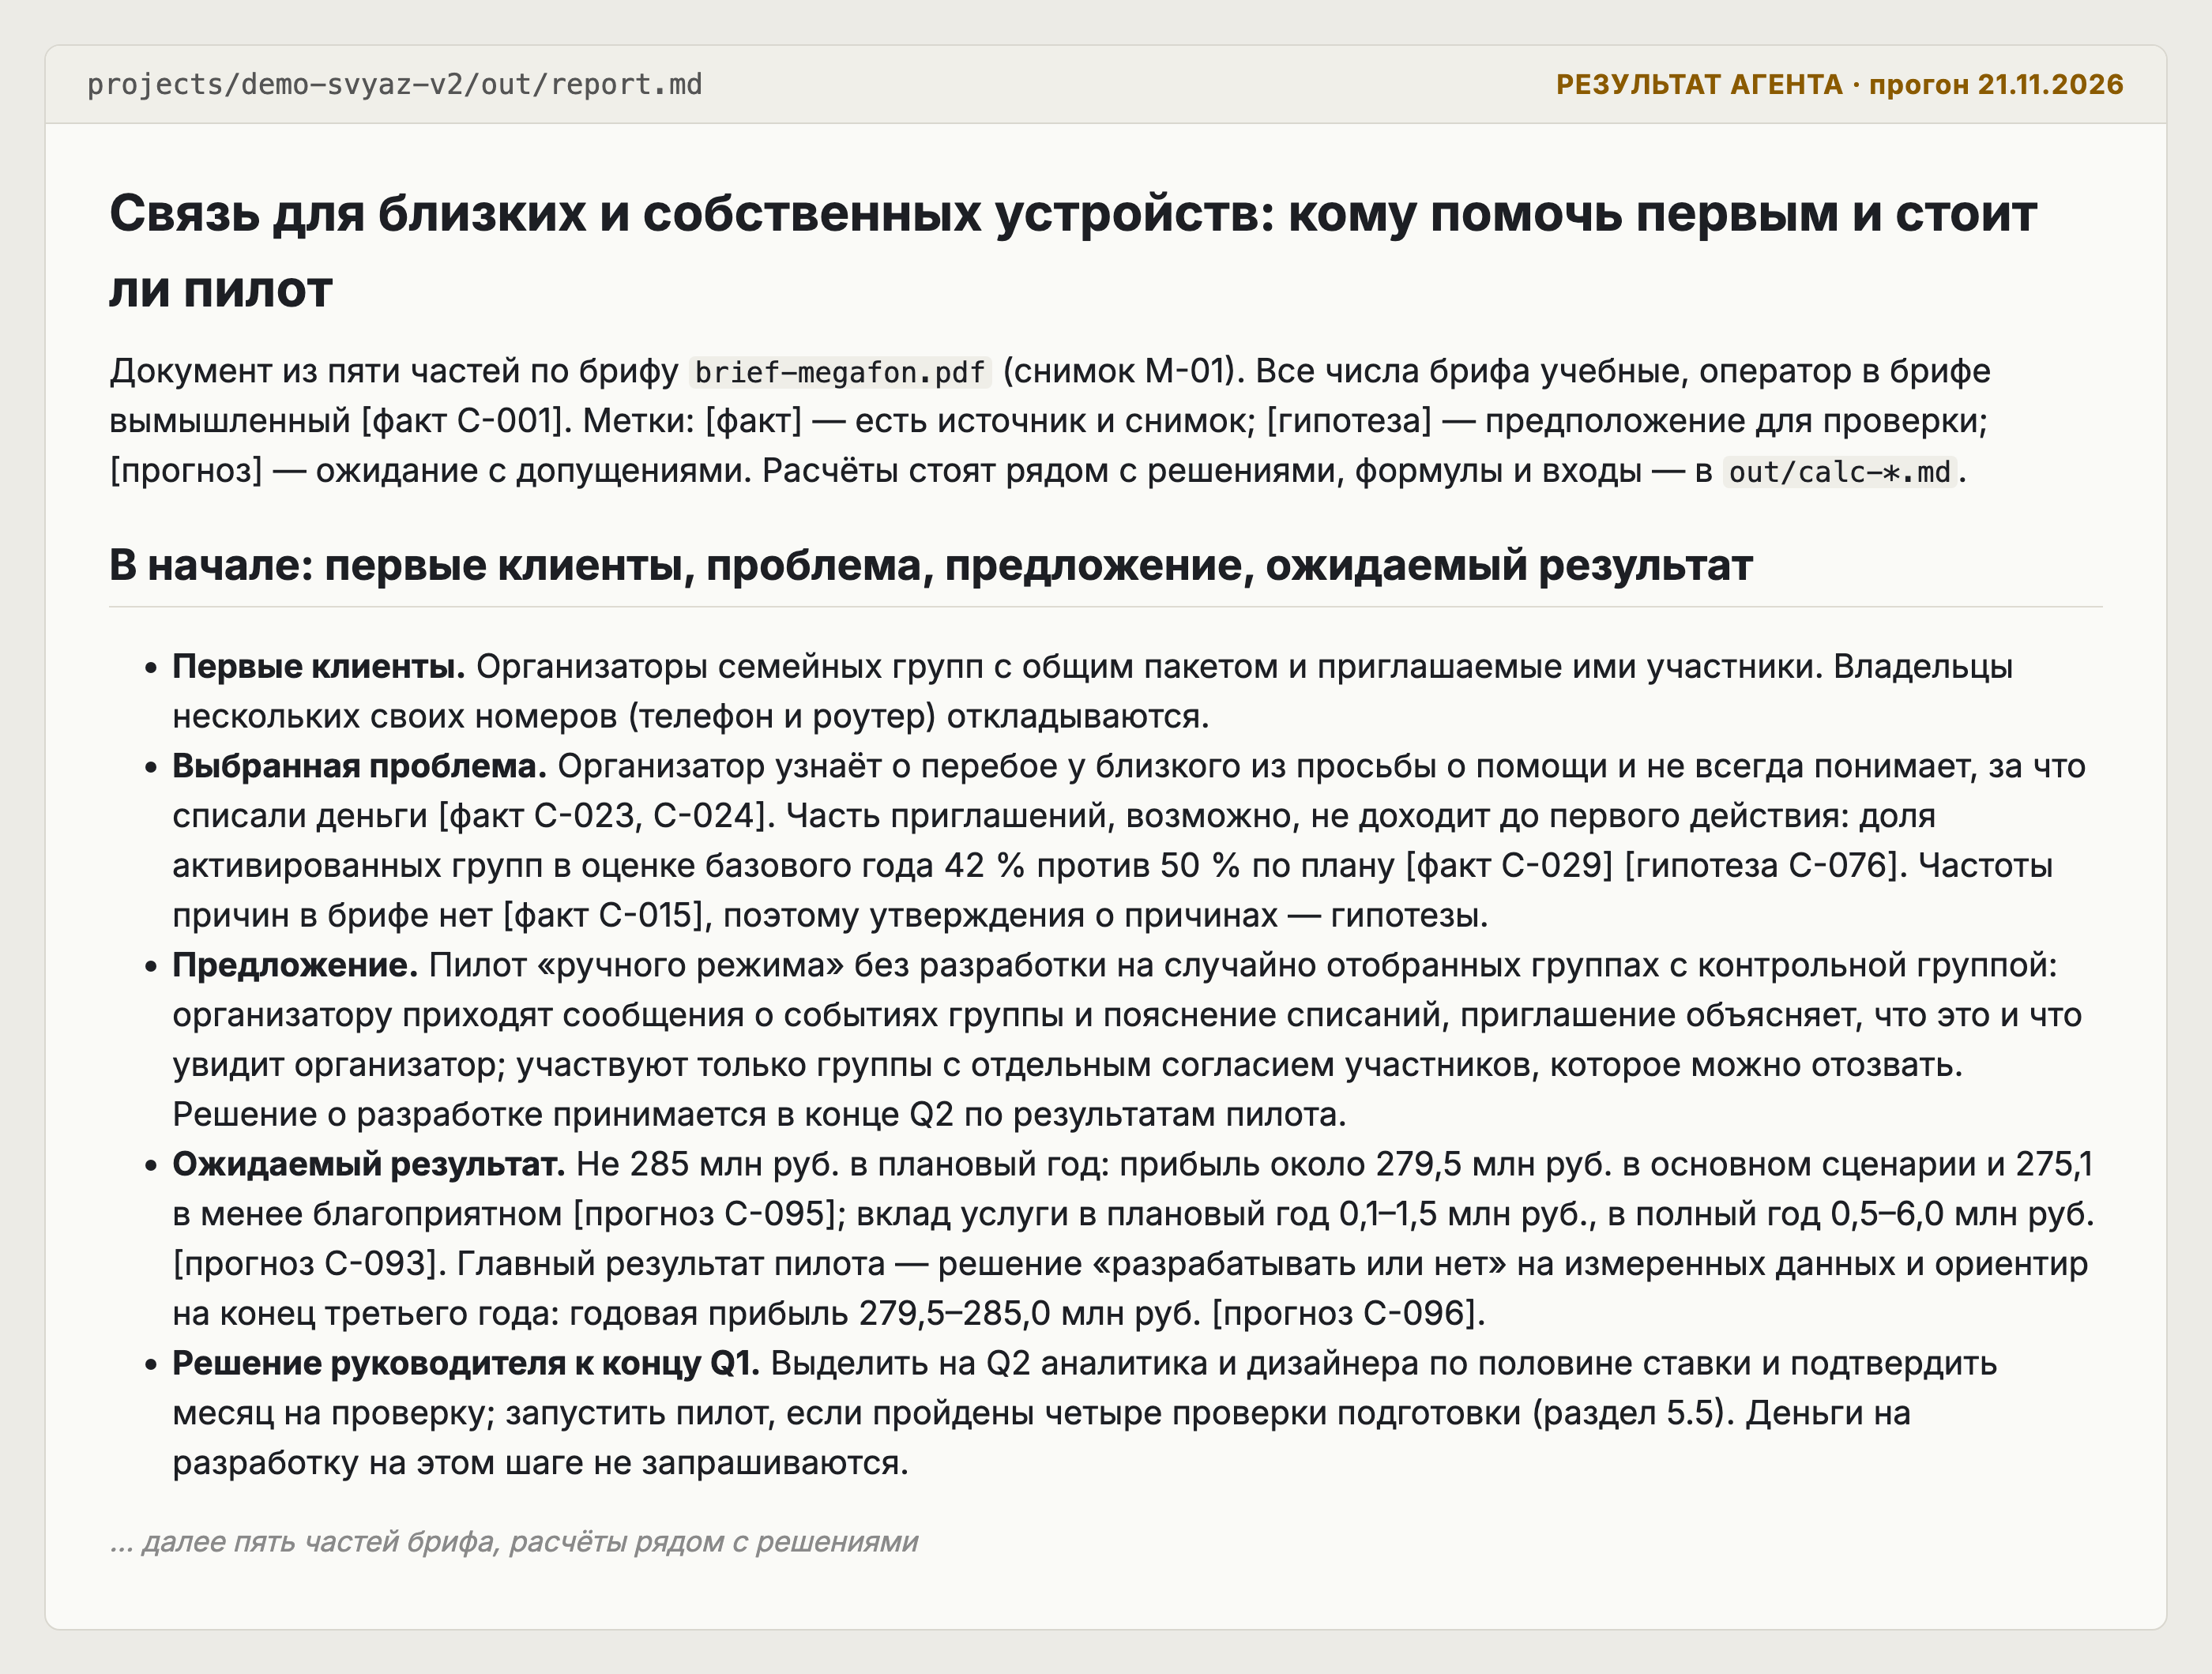 projects/demo-svyaz-v2/out/report.md
РЕЗУЛЬТАТ АГЕНТА · прогон 21.11.2026
Связь для близких и собственных устройств: кому помочь первым и стоит
ли пилот
Документ из пяти частей по брифу brief-megafon.pdf (снимок М-01). Все числа брифа учебные, оператор в брифе
вымышленный [факт С-001]. Метки: [факт] — есть источник и снимок; [гипотеза] — предположение для проверки;
[прогноз] — ожидание с допущениями. Расчёты стоят рядом с решениями, формулы и входы — в out/calc-*.md.
В начале: первые клиенты, проблема, предложение, ожидаемый результат
• Первые клиенты. Организаторы семейных групп с общим пакетом и приглашаемые ими участники. Владельцы
нескольких своих номеров (телефон и роутер) откладываются.
• Выбранная проблема. Организатор узнаёт о перебое у близкого из просьбы о помощи и не всегда понимает, за что
списали деньги [факт С-023, С-024]. Часть приглашений, возможно, не доходит до первого действия: доля
активированных групп в оценке базового года 42 % против 50 % по плану [факт С-029] [гипотеза С-076]. Частоты
причин в брифе нет [факт С-015], поэтому утверждения о причинах — гипотезы.
• Предложение. Пилот «ручного режима» без разработки на случайно отобранных группах с контрольной группой:
организатору приходят сообщения о событиях группы и пояснение списаний, приглашение объясняет, что это и что
увидит организатор; участвуют только группы с отдельным согласием участников, которое можно отозвать.
Решение о разработке принимается в конце Q2 по результатам пилота.
• Ожидаемый результат. Не 285 млн руб. в плановый год: прибыль около 279,5 млн руб. в основном сценарии и 275,1
в менее благоприятном [прогноз С-095]; вклад услуги в плановый год 0,1–1,5 млн руб., в полный год 0,5–6,0 млн руб.
[прогноз С-093]. Главный результат пилота — решение «разрабатывать или нет» на измеренных данных и ориентир
на конец третьего года: годовая прибыль 279,5–285,0 млн руб. [прогноз С-096].
• Решение руководителя к концу Q1. Выделить на Q2 аналитика и дизайнера по половине ставки и подтвердить
месяц на проверку; запустить пилот, если пройдены четыре проверки подготовки (раздел 5.5). Деньги на
разработку на этом шаге не запрашиваются.
... далее пять частей брифа, расчёты рядом с решениями